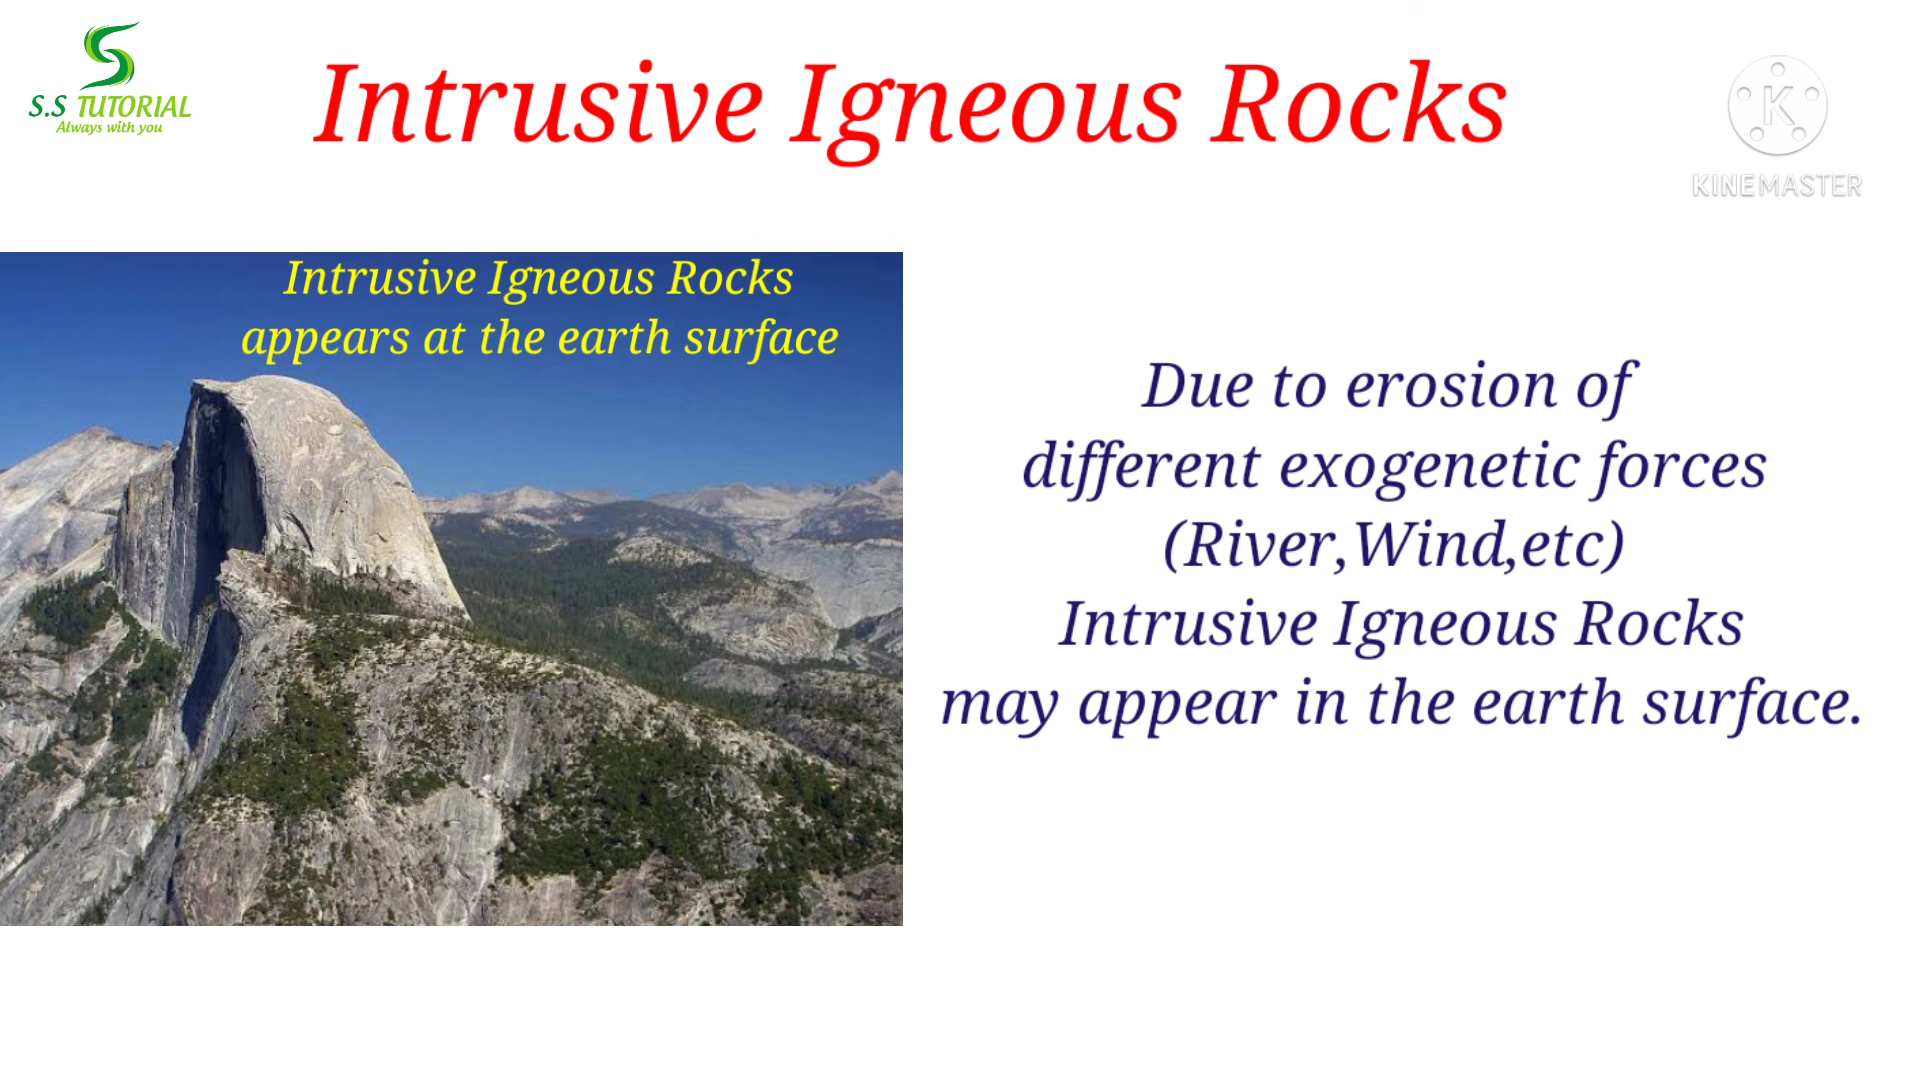 S.S TUTORIAL
Always with you
Intrusive Igneous Rocks
K
KINEMASTER
Intrusive Igneous Rocks
appears at the earth surface
Due to erosion of
different exogenetic forces
(River,Wind,etc)
Intrusive Igneous Rocks
may appear in the earth surface.